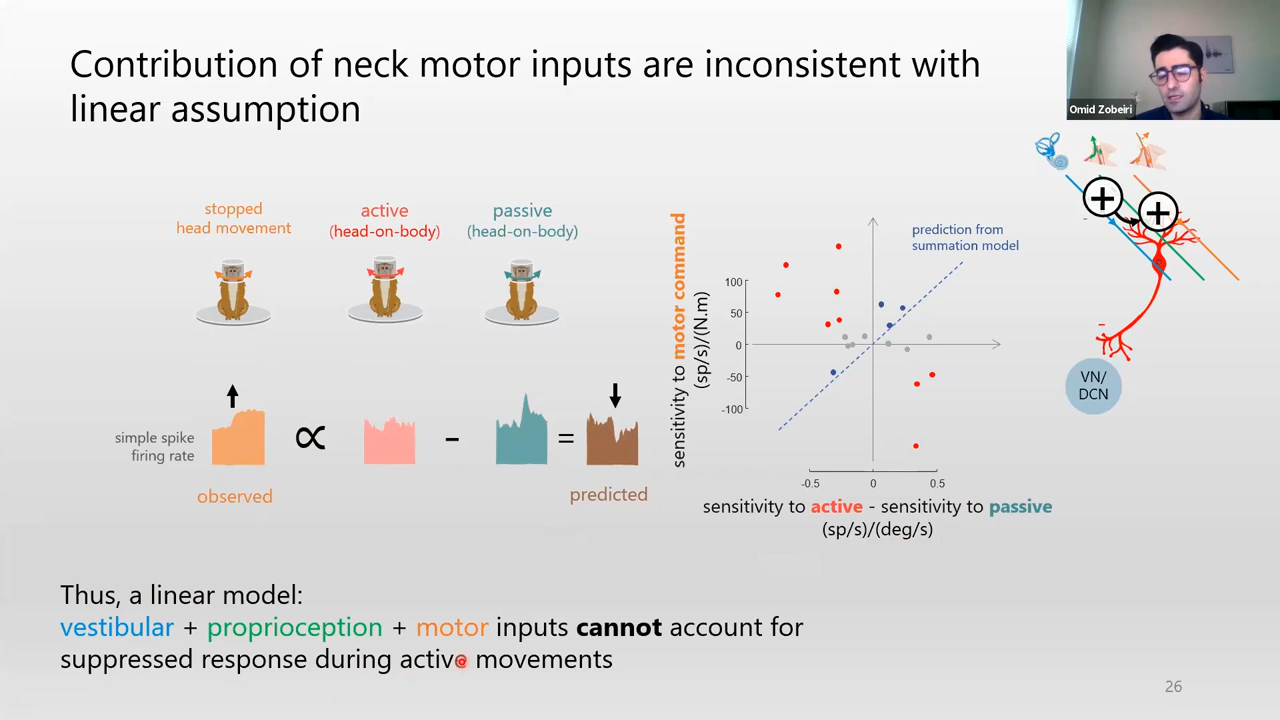 Contribution of neck motor inputs are inconsistent with
linear assumption
Omid Zobeiri
stopped
head movement
active
(head-on-body)
passive
(head-on-body)
simple spike
firing rate
∝
-
=
observed
predicted
sensitivity to motor command
(sp/s)/(N.m)
prediction from
summation model
100
50
0
-50
-100
-0.5
0
0.5
sensitivity to active - sensitivity to passive
(sp/s)/(deg/s)
+
+
-
–
VN/
DCN
Thus, a linear model:
vestibular + proprioception + motor inputs cannot account for
suppressed response during active movements
26